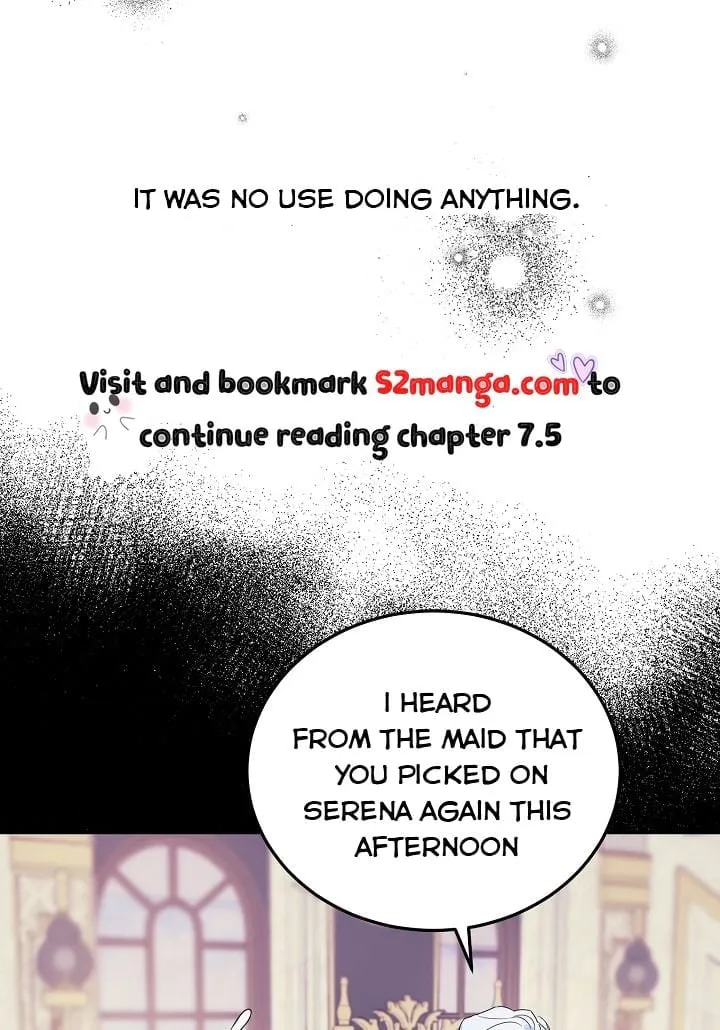 IT WAS NO USE DOING ANYTHING.
Visit and bookmark S2manga.com to
continue reading chapter 7.5
I HEARD
FROM THE MAID THAT
YOU PICKED ON
SERENA AGAIN THIS
AFTERNOON